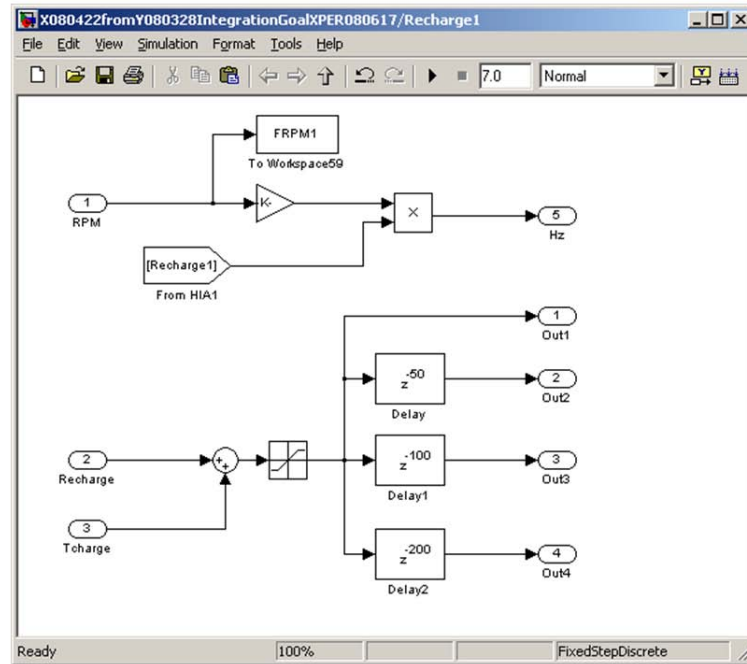 X080422fromY080328IntegrationGoalXPER080617/Recharge1
File Edit View Simulation Format Tools Help
7.0 Normal
FRPM1
To Workspace59
1
RPM
K-
×
5
Hz
[Recharge1]
From HIA1
1
Out1
z-50
Delay
2
Out2
2
Recharge
+
+
z-100
Delay1
3
Out3
3
Tcharge
z-200
Delay2
4
Out4
Ready 100% FixedStepDiscrete